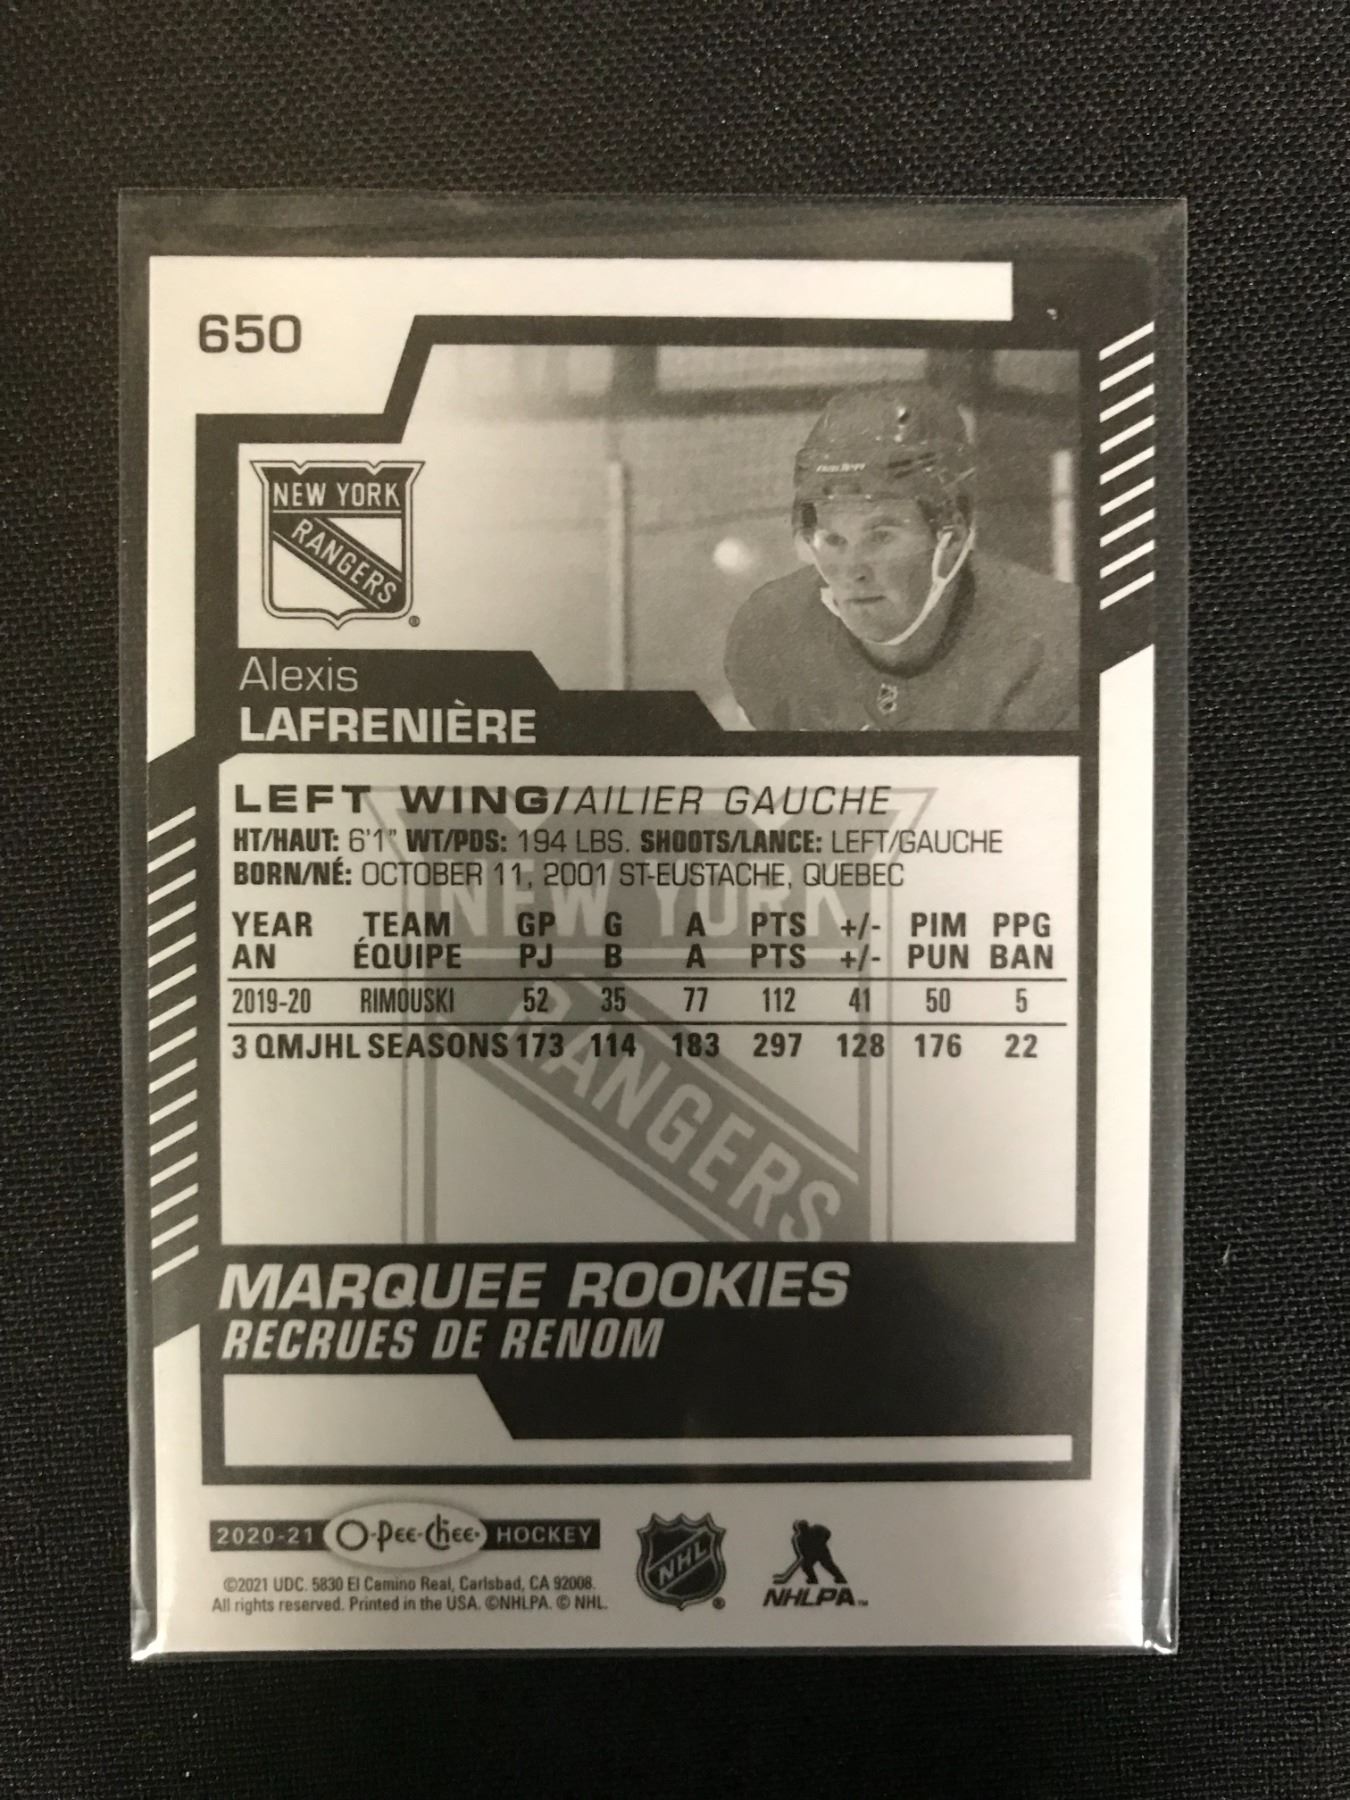 650
NEW YORK
RANGERS
Alexis
LAFRENIÈRE
LEFT WING/AILIER GAUCHE
HT/HAUT: 6'1" WT/PDS: 194 LBS. SHOOTS/LANCE: LEFT/GAUCHE
BORN/NÉ: OCTOBER 11, 2001 ST-EUSTACHE, QUEBEC
NEW YORK
RANGERS
YEAR TEAM GP G A PTS +/- PIM PPG
AN ÉQUIPE PJ B A PTS +/- PUN BAN
2019-20 RIMOUSKI 52 35 77 112 41 50 5
3 QMJHL SEASONS 173 114 183 297 128 176 22
MARQUEE ROOKIES
RECRUES DE RENOM
2020-21 O-Pee-Chee HOCKEY
©2021 UDC. 5830 El Camino Real, Carlsbad, CA 92008.
All rights reserved. Printed in the USA. ©NHLPA. © NHL.
NHL
NHLPA™